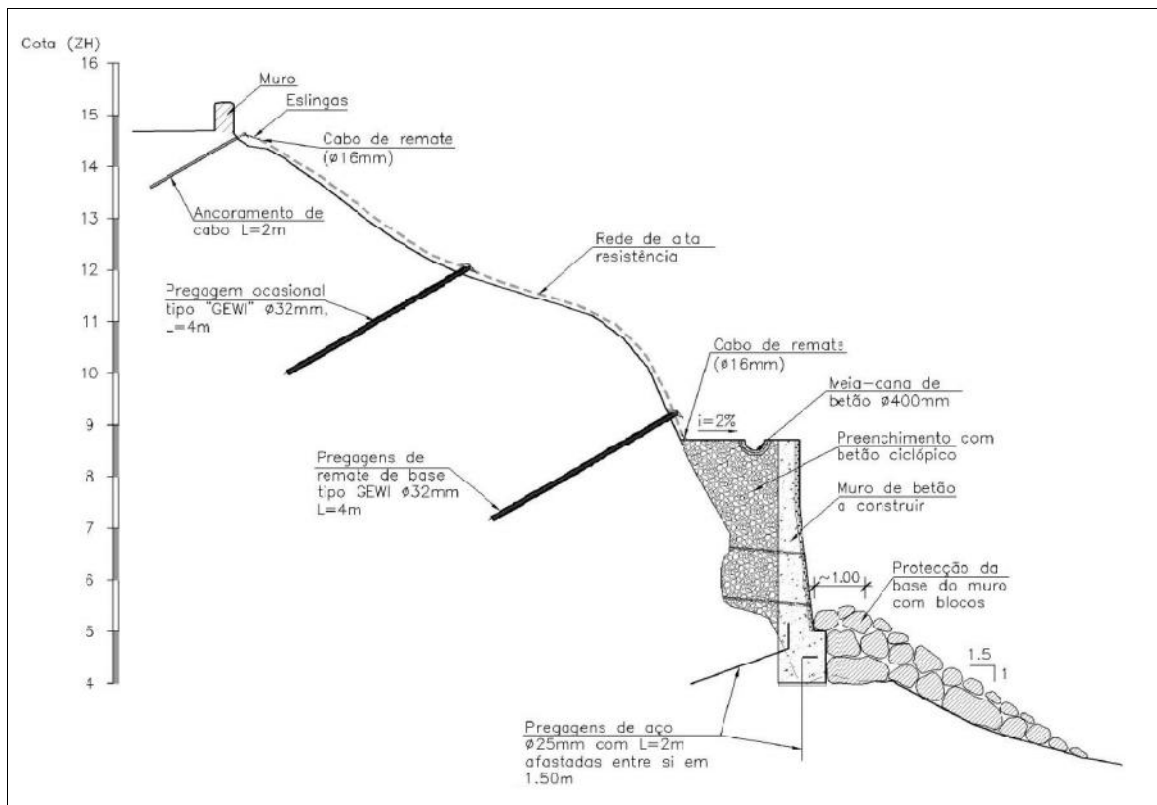 Cota (ZH)
16
15
14
13
12
11
10
9
8
7
6
5
4
Muro
Eslingas
Cabo de remate
(ø16mm)
Ancoramento de
cabo L=2m
Rede de alta
resistência
Pregagem ocasional
tipo "GEWI" Ø32mm,
L=4m
Cabo de remate
(ø16mm)
i=2%
Meia-cana de
betão Ø400mm
Preenchimento com
betão ciclópico
Pregagens de
remate de base
tipo GEWI ø32mm
L=4m
Muro de betão
a construir
~1.00
Protecção da
base do muro
com blocos
1.5
1
Pregagens de aço
Ø25mm com L=2m
afastadas entre si em
1.50m